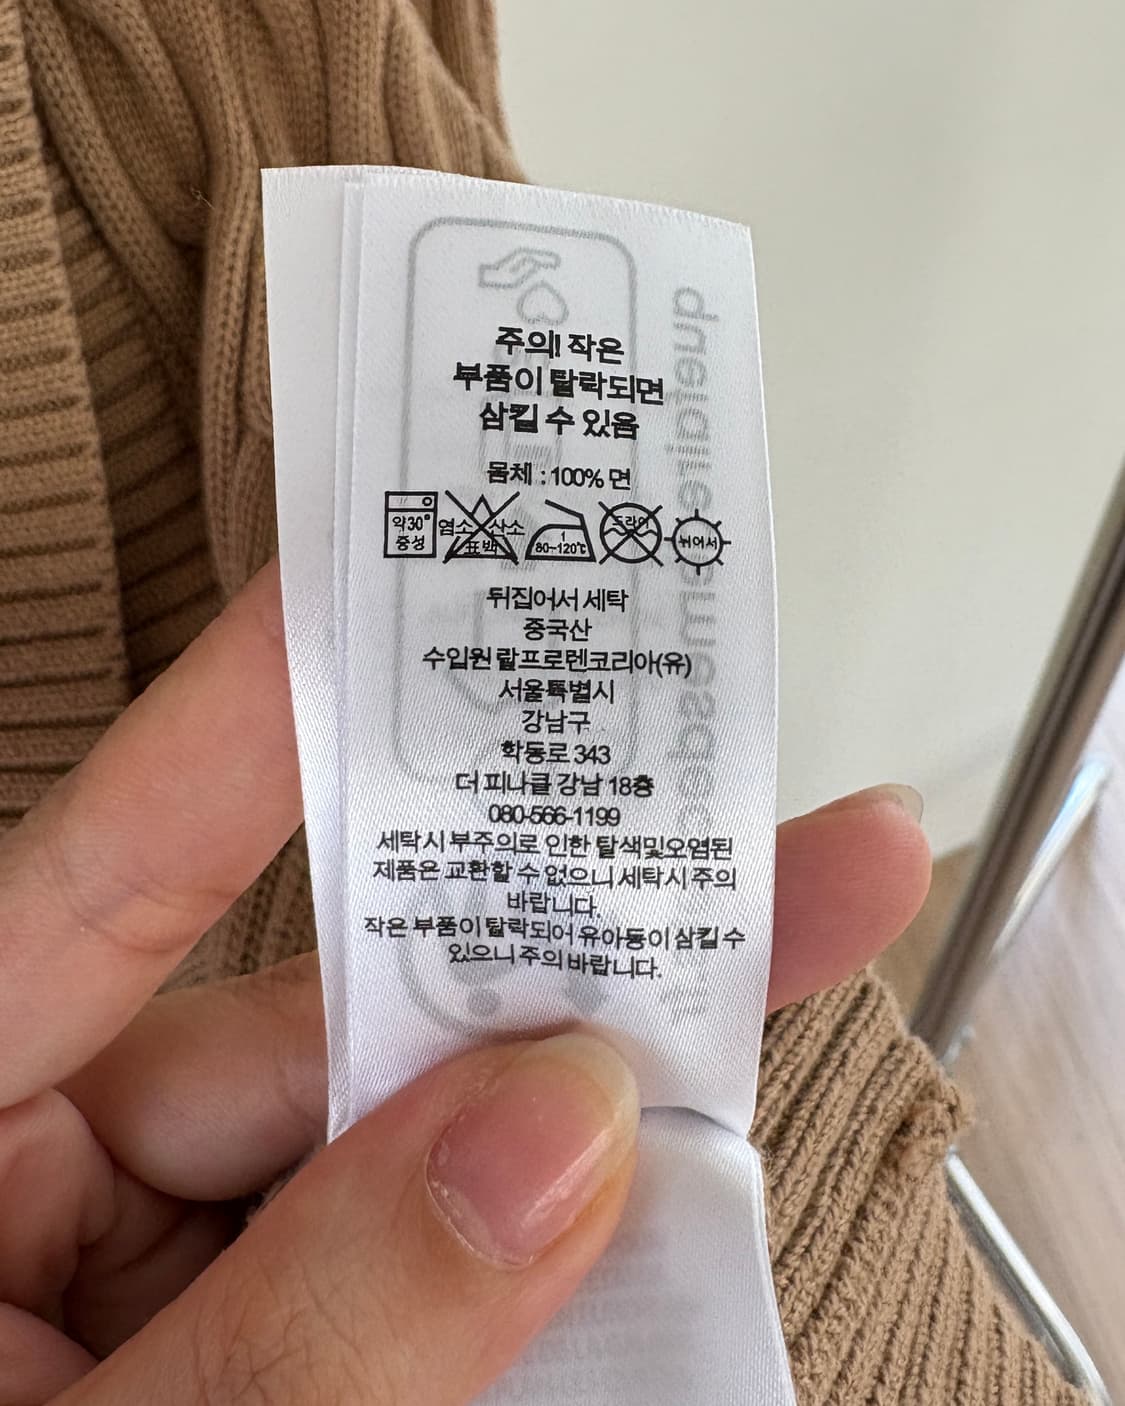 주의! 작은
부품이 탈락되면
삼킬 수 있음
몸체 : 100% 면
약30° 중성
염소 산소 표백
1 80~120℃
드라이
뉘어서
뒤집어서 세탁
중국산
수입원 랄프로렌코리아(유)
서울특별시
강남구
학동로 343
더 피나클 강남 18층
080-566-1199
세탁시 부주의로 인한 탈색및오염된
제품은 교환할 수 없으니 세탁시 주의
바랍니다.
작은 부품이 탈락되어 유아동이 삼킬 수
있으니 주의 바랍니다.